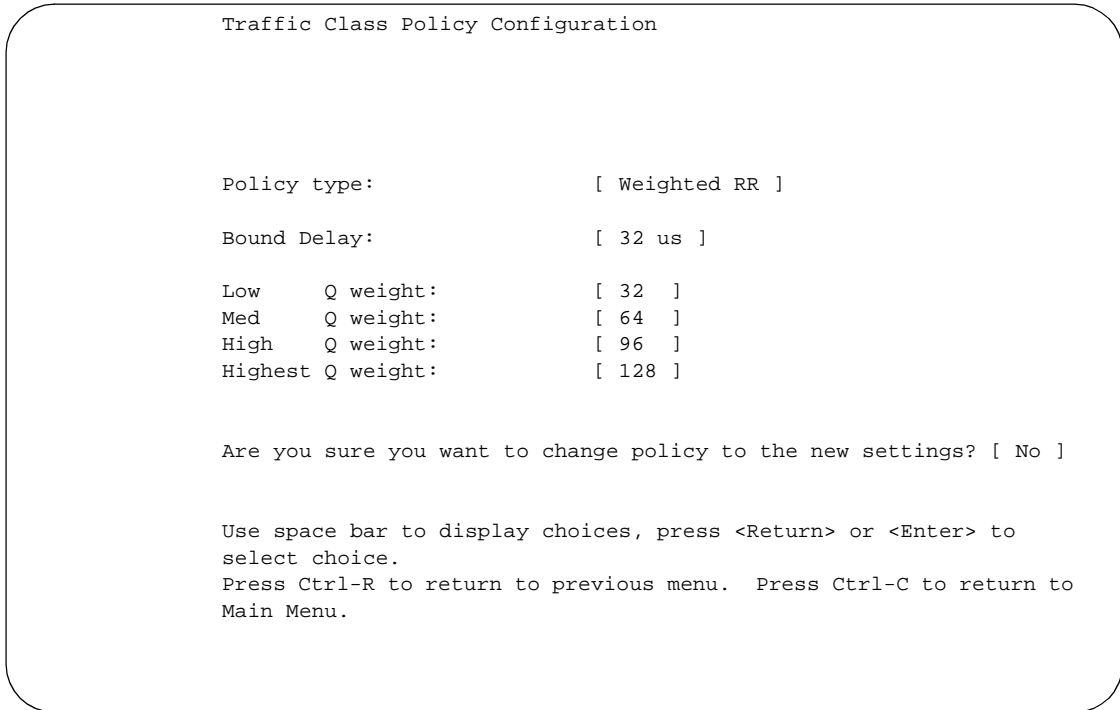 Traffic Class Policy Configuration
Policy type: [ Weighted RR ]
Bound Delay: [ 32 us ]
Low Q weight: [ 32 ]
Med Q weight: [ 64 ]
High Q weight: [ 96 ]
Highest Q weight: [ 128 ]
Are you sure you want to change policy to the new settings? [ No ]
Use space bar to display choices, press <Return> or <Enter> to
select choice.
Press Ctrl-R to return to previous menu. Press Ctrl-C to return to
Main Menu.